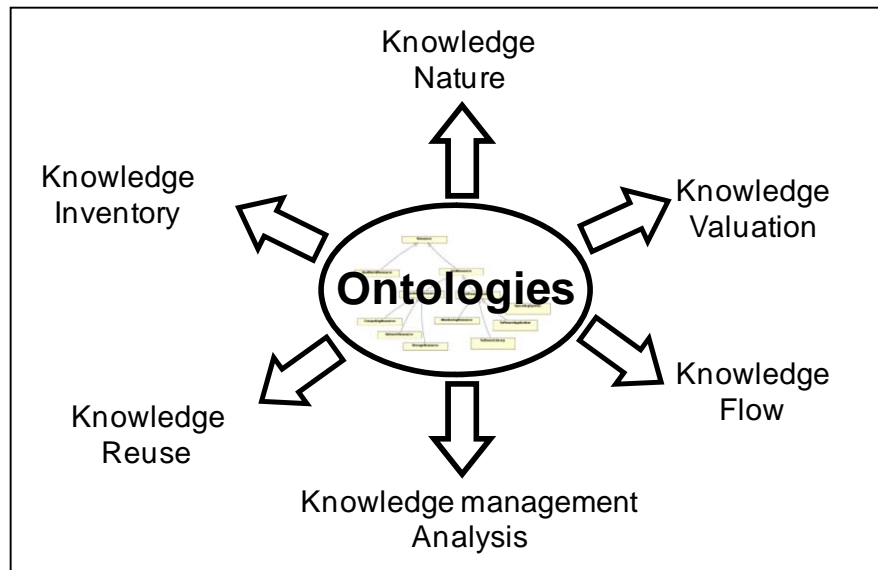 Knowledge
Nature
Knowledge
Inventory
Knowledge
Valuation
Ontologies
Knowledge
Reuse
Knowledge
Flow
Knowledge management
Analysis